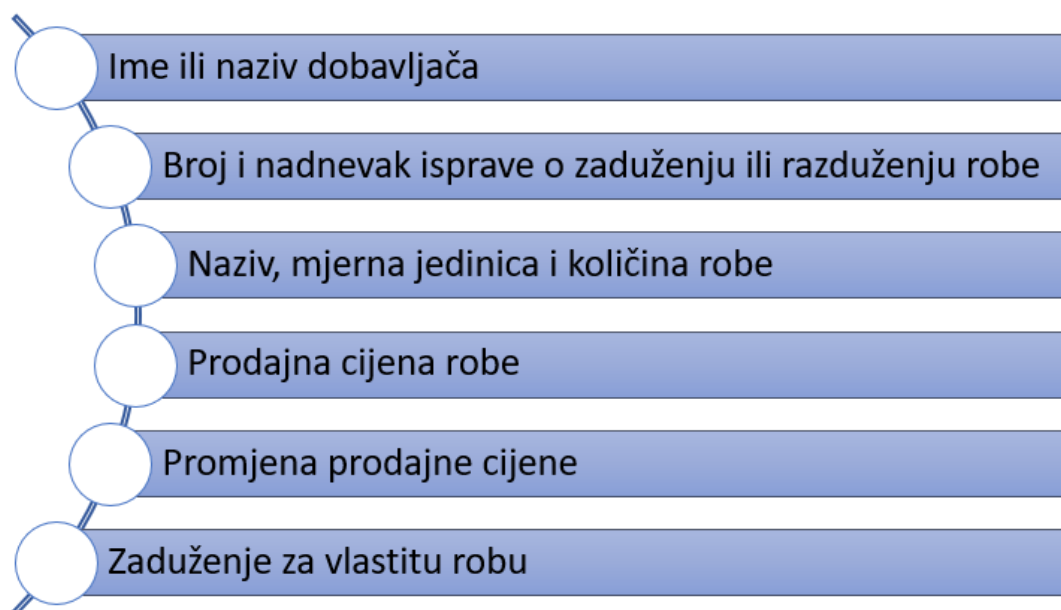 Ime ili naziv dobavljača
Broj i nadnevak isprave o zaduženju ili razduženju robe
Naziv, mjerna jedinica i količina robe
Prodajna cijena robe
Promjena prodajne cijene
Zaduženje za vlastitu robu